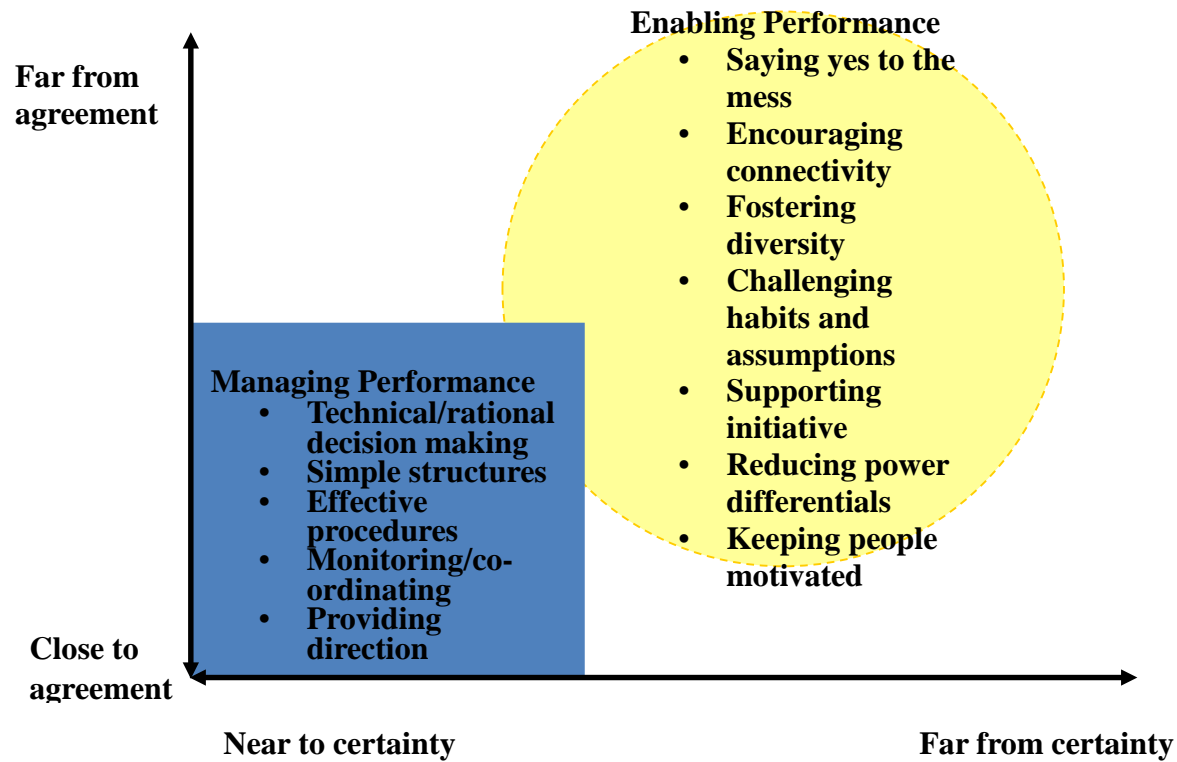 Enabling Performance
• Saying yes to the
mess
• Encouraging
connectivity
• Fostering
diversity
• Challenging
habits and
assumptions
• Supporting
initiative
• Reducing power
differentials
• Keeping people
motivated
Far from
agreement
Managing Performance
• Technical/rational
decision making
• Simple structures
• Effective
procedures
• Monitoring/co-
ordinating
• Providing
direction
Close to
agreement
Near to certainty
Far from certainty